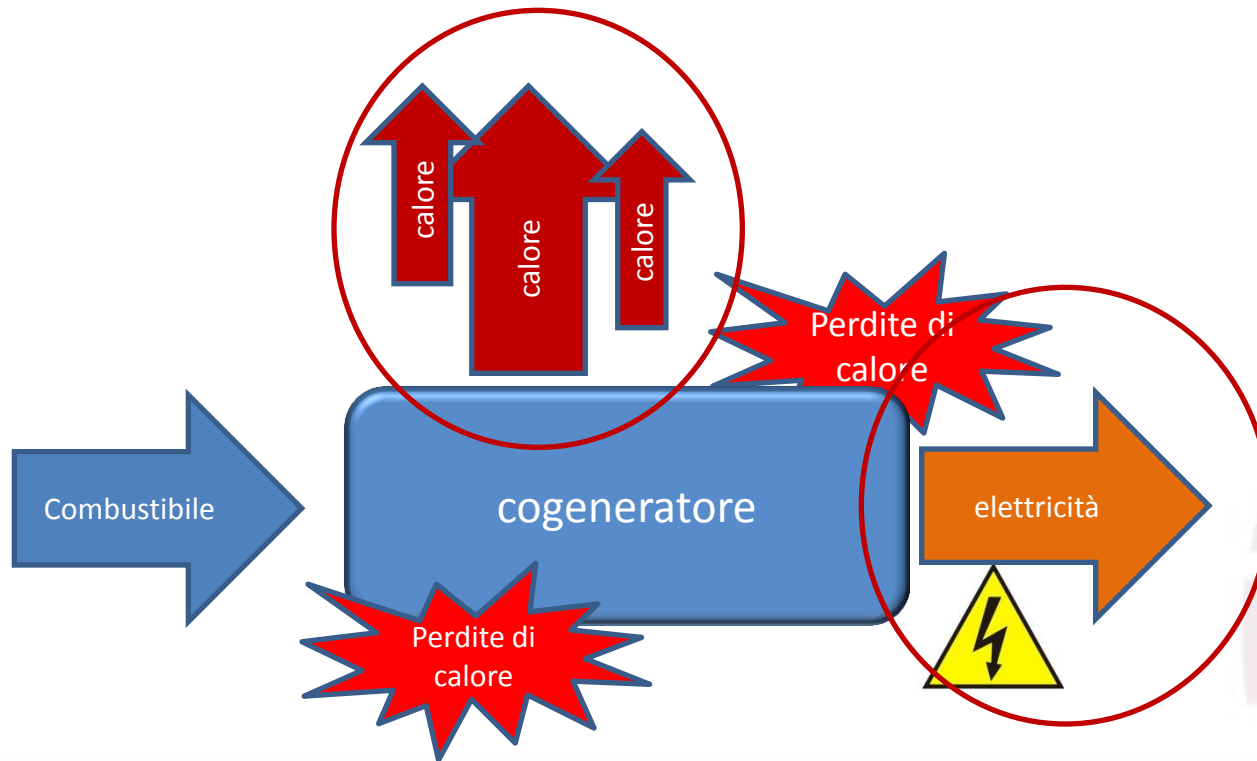 calore
calore
calore
Perdite di
calore
Combustibile
cogeneratore
elettricità
Perdite di
calore